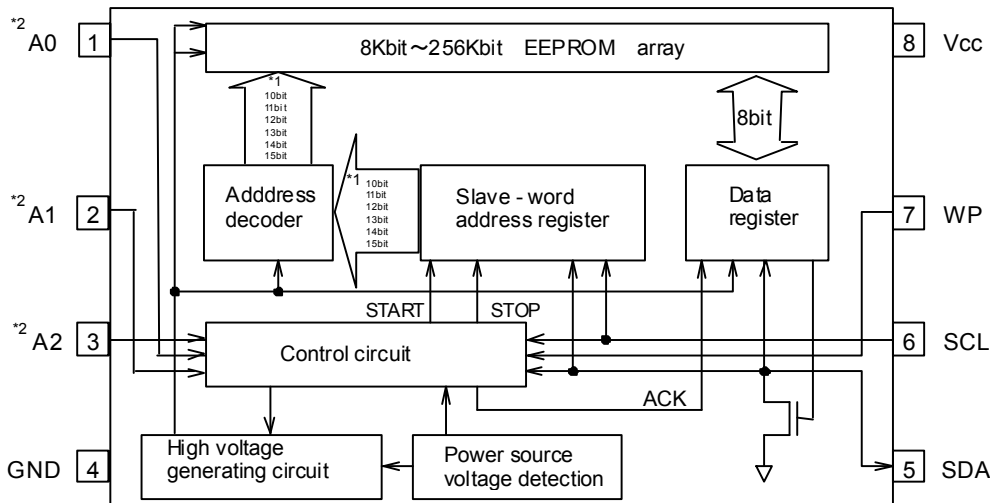 *2 A0 1
8Kbit～256Kbit EEPROM array
8 Vcc
*1
10bit
11bit
12bit
13bit
14bit
15bit
8bit
*2 A1 2
Adddress
decoder
*1
10bit
11bit
12bit
13bit
14bit
15bit
Slave - word
address register
Data
register
7 WP
START STOP
*2 A2 3
Control circuit
6 SCL
ACK
GND 4
High voltage
generating circuit
Power source
voltage detection
5 SDA